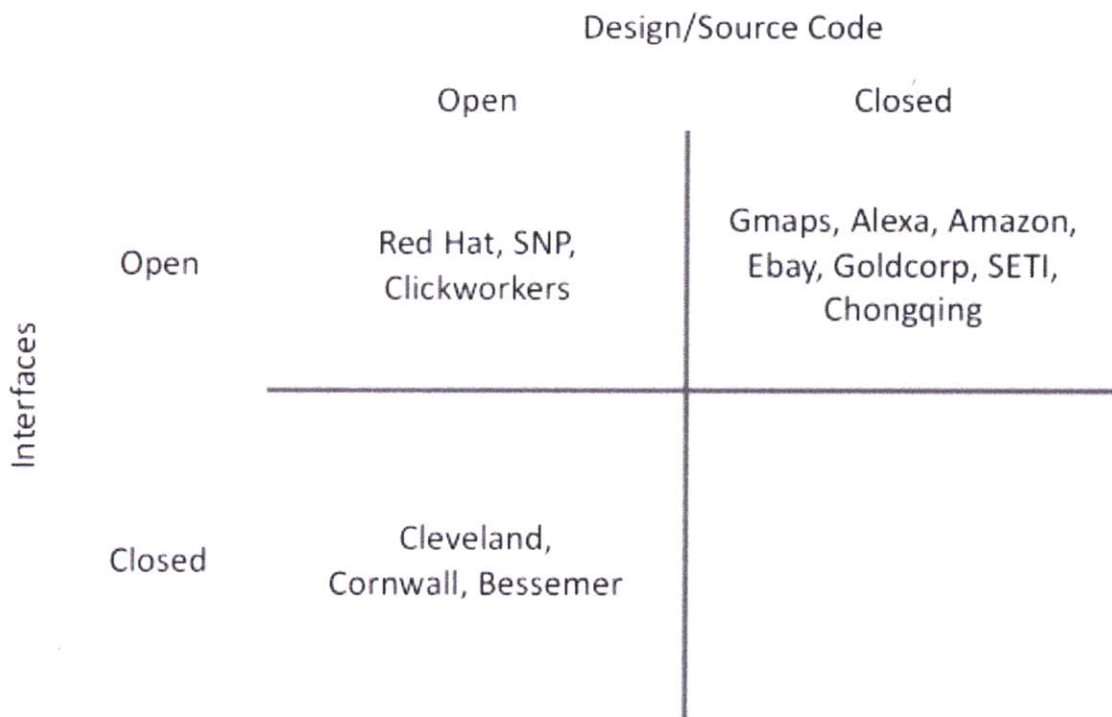 Design/Source Code
Open
Closed
Interfaces
Open
Red Hat, SNP,
Clickworkers
Gmaps, Alexa, Amazon,
Ebay, Goldcorp, SETI,
Chongqing
Closed
Cleveland,
Cornwall, Bessemer